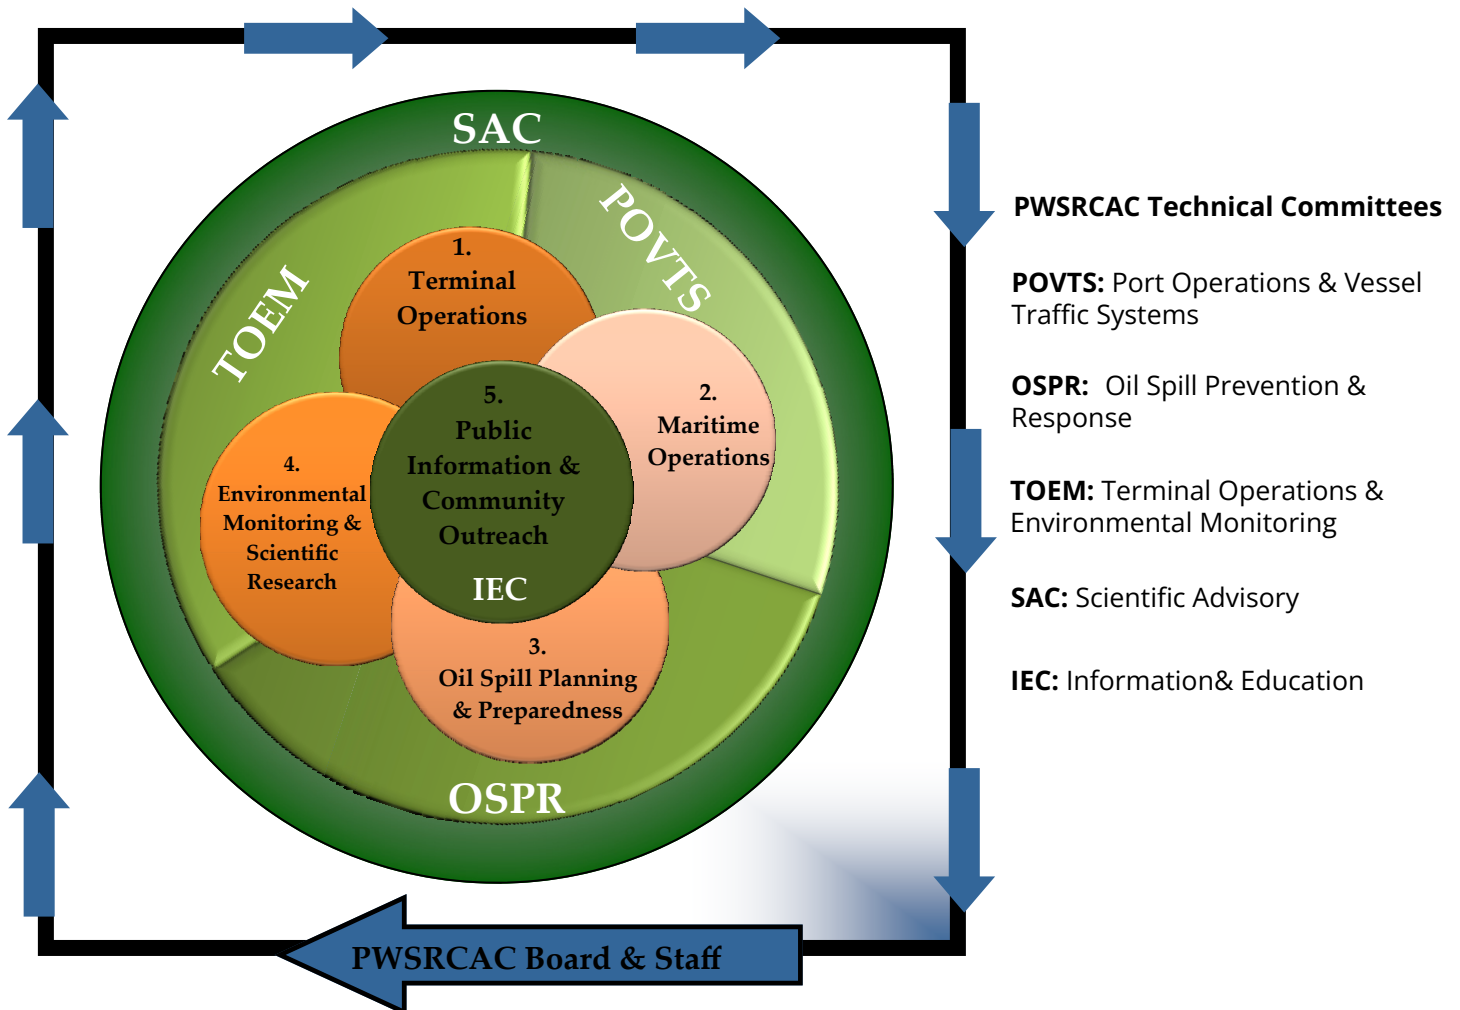 SAC
POVTS
TOEM
1.
Terminal
Operations
2.
Maritime
Operations
5.
Public
Information &
Community
Outreach
IEC
4.
Environmental
Monitoring &
Scientific
Research
3.
Oil Spill Planning
& Preparedness
OSPR
PWSRCAC Board & Staff
PWSRCAC Technical Committees
POVTS: Port Operations & Vessel
Traffic Systems
OSPR: Oil Spill Prevention &
Response
TOEM: Terminal Operations &
Environmental Monitoring
SAC: Scientific Advisory
IEC: Information& Education